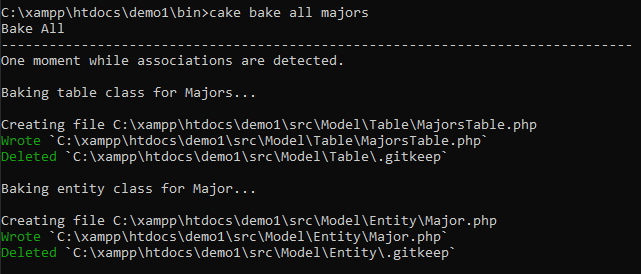 C:\xampp\htdocs\demo1\bin>cake bake all majors
Bake All
---------------------------------------------------------------------------
One moment while associations are detected.
Baking table class for Majors...
Creating file C:\xampp\htdocs\demo1\src\Model\Table\MajorsTable.php
Wrote `C:\xampp\htdocs\demo1\src\Model\Table\MajorsTable.php`
Deleted `C:\xampp\htdocs\demo1\src\Model\Table\.gitkeep`
Baking entity class for Major...
Creating file C:\xampp\htdocs\demo1\src\Model\Entity\Major.php
Wrote `C:\xampp\htdocs\demo1\src\Model\Entity\Major.php`
Deleted `C:\xampp\htdocs\demo1\src\Model\Entity\.gitkeep`